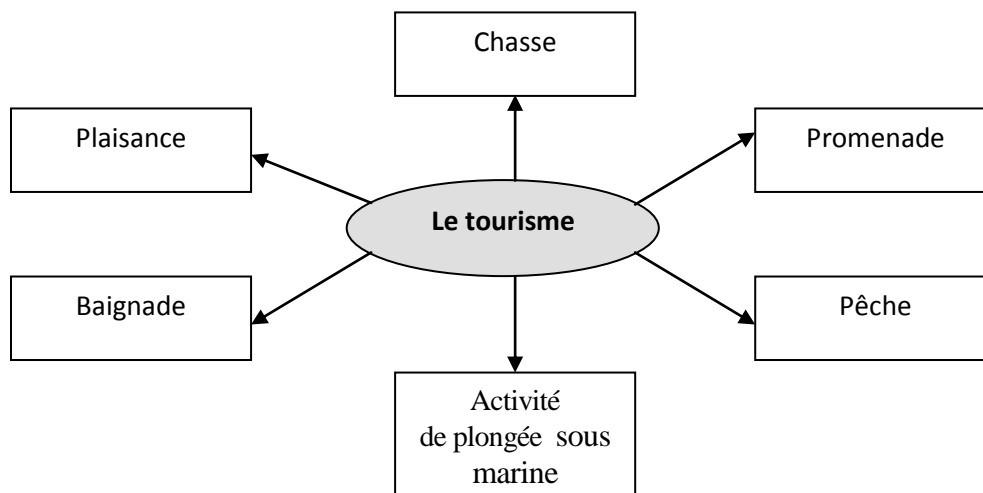 Chasse
Plaisance
Promenade
Le tourisme
Baignade
Pêche
Activité
de plongée sous
marine